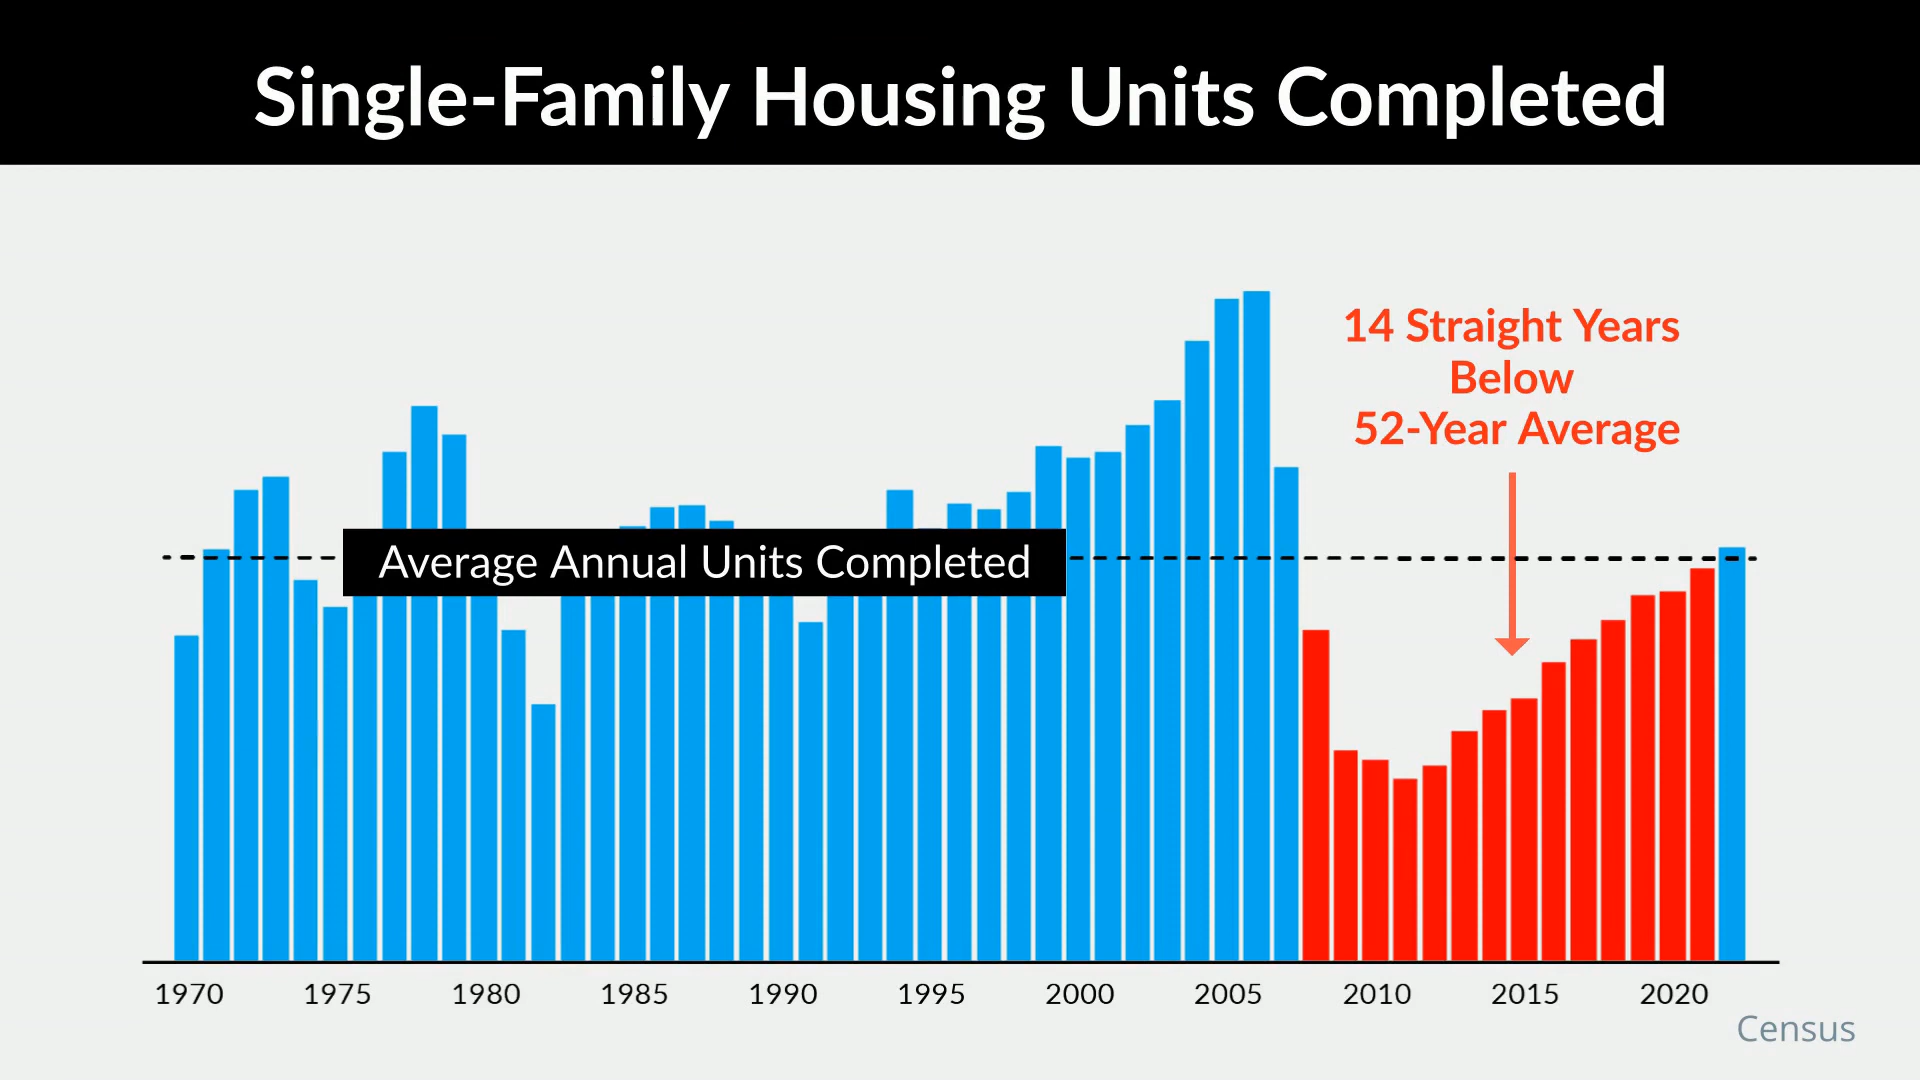 Single-Family Housing Units Completed
14 Straight Years
Below
52-Year Average
Average Annual Units Completed
1970 1975 1980 1985 1990 1995 2000 2005 2010 2015 2020
Census